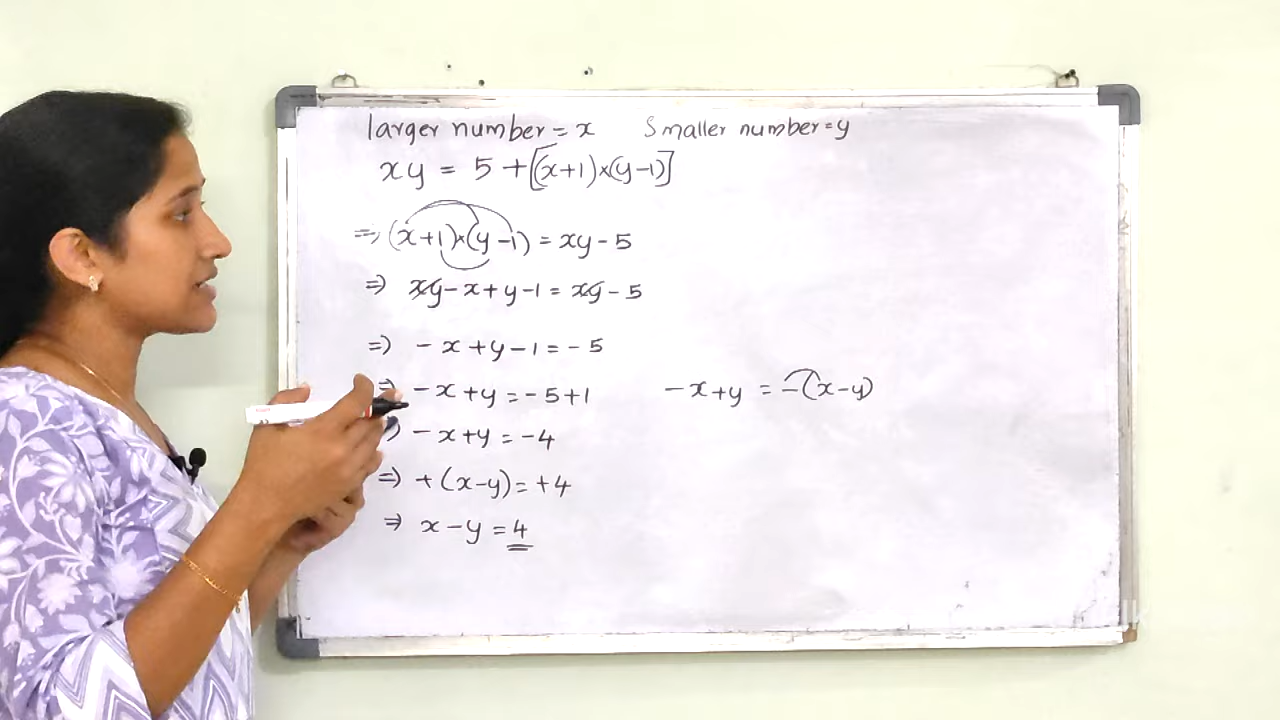 larger number = x Smaller number = y
xy = 5 + [(x+1)×(y-1)]
⇒ (x+1)×(y-1) = xy - 5
⇒ xy - x + y - 1 = xy - 5
⇒ - x + y - 1 = - 5
⇒ - x + y = - 5 + 1 - x + y = - (x - y)
⇒ - x + y = - 4
⇒ + (x - y) = + 4
⇒ x - y = 4